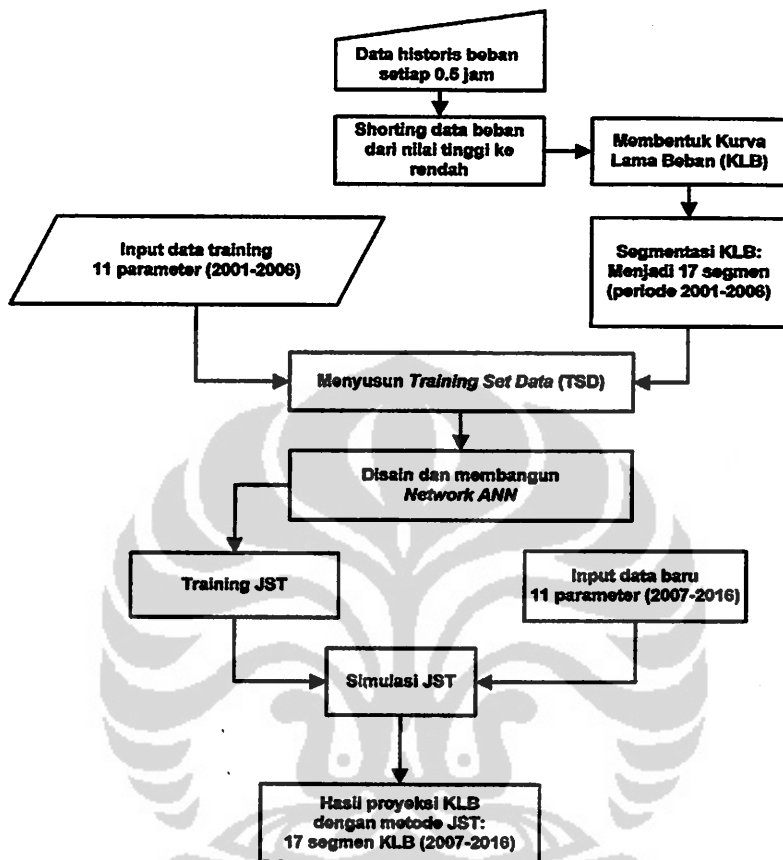 Data historis beban
setiap 0.5 jam
Shorting data beban
dari nilai tinggi ke
rendah
Membentuk Kurva
Lama Beban (KLB)
Input data training
11 parameter (2001-2006)
Segmentasi KLB:
Menjadi 17 segmen
(periode 2001-2006)
Menyusun Training Set Data (TSD)
Disain dan membangun
Network ANN
Training JST
Input data baru
11 parameter (2007-2016)
Simulasi JST
Hasil proyeksi KLB
dengan metode JST:
17 segmen KLB (2007-2016)